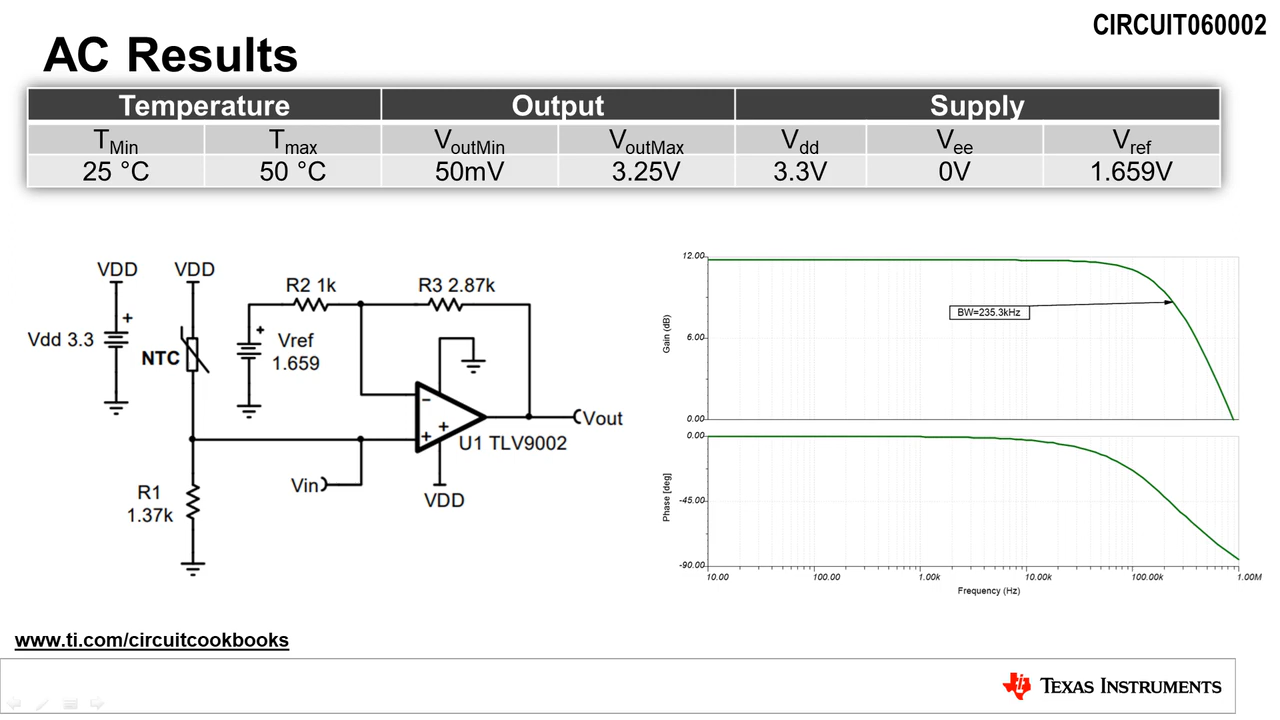 CIRCUIT060002
AC Results
Temperature Output Supply
TMin Tmax VoutMin VoutMax Vdd Vee Vref
25 °C 50 °C 50mV 3.25V 3.3V 0V 1.659V
VDD VDD
R2 1k R3 2.87k
+ +
Vdd 3.3 NTC Vref
1.659
−
+ +
Vout
U1 TLV9002
Vin
VDD
R1
1.37k
12.00
BW=235.3kHz
Gain (dB)
6.00
0.00
0.00
Phase [deg]
-45.00
-90.00
10.00 100.00 1.00k 10.00k 100.00k 1.00M
Frequency (Hz)
www.ti.com/circuitcookbooks
TEXAS INSTRUMENTS